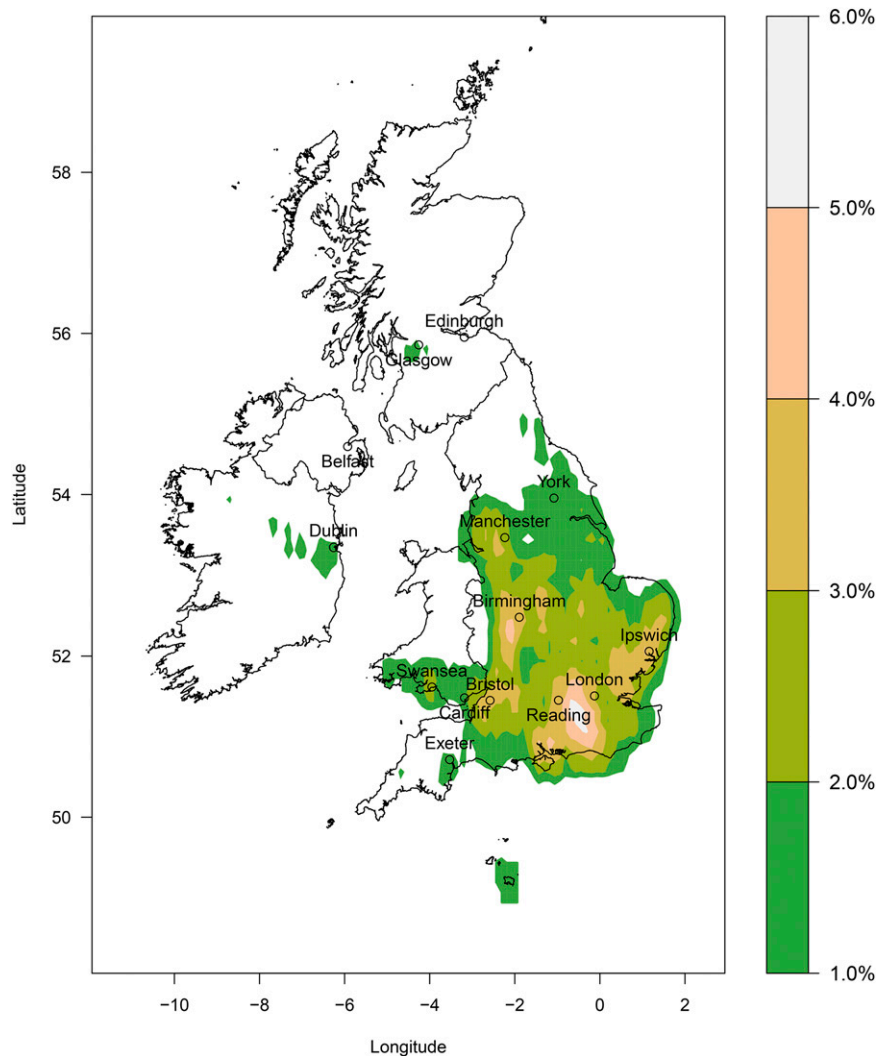 6.0%
5.0%
4.0%
3.0%
2.0%
1.0%
58
56
54
52
50
Latitude
Edinburgh
Glasgow
Belfast
York
Manchester
Dublin
Birmingham
Ipswich
Swansea
Bristol
London
Cardiff
Reading
Exeter
−10
−8
−6
−4
−2
0
2
Longitude